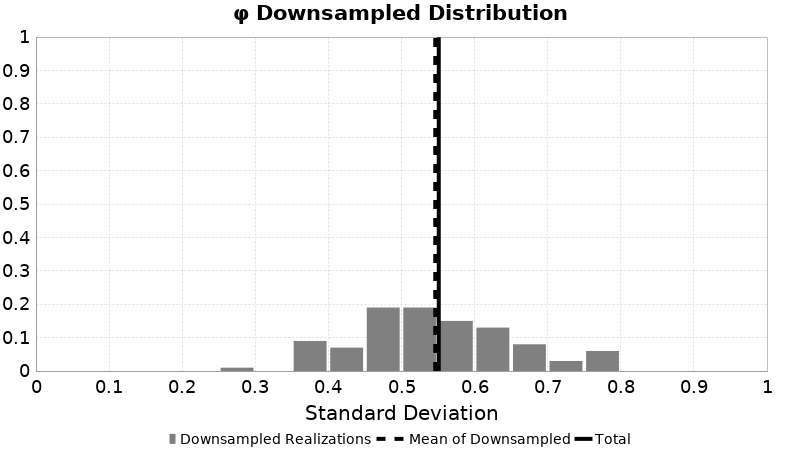 φ Downsampled Distribution
1
0.9
0.8
0.7
0.6
0.5
0.4
0.3
0.2
0.1
0
0 0.1 0.2 0.3 0.4 0.5 0.6 0.7 0.8 0.9 1
Standard Deviation
Downsampled Realizations Mean of Downsampled Total